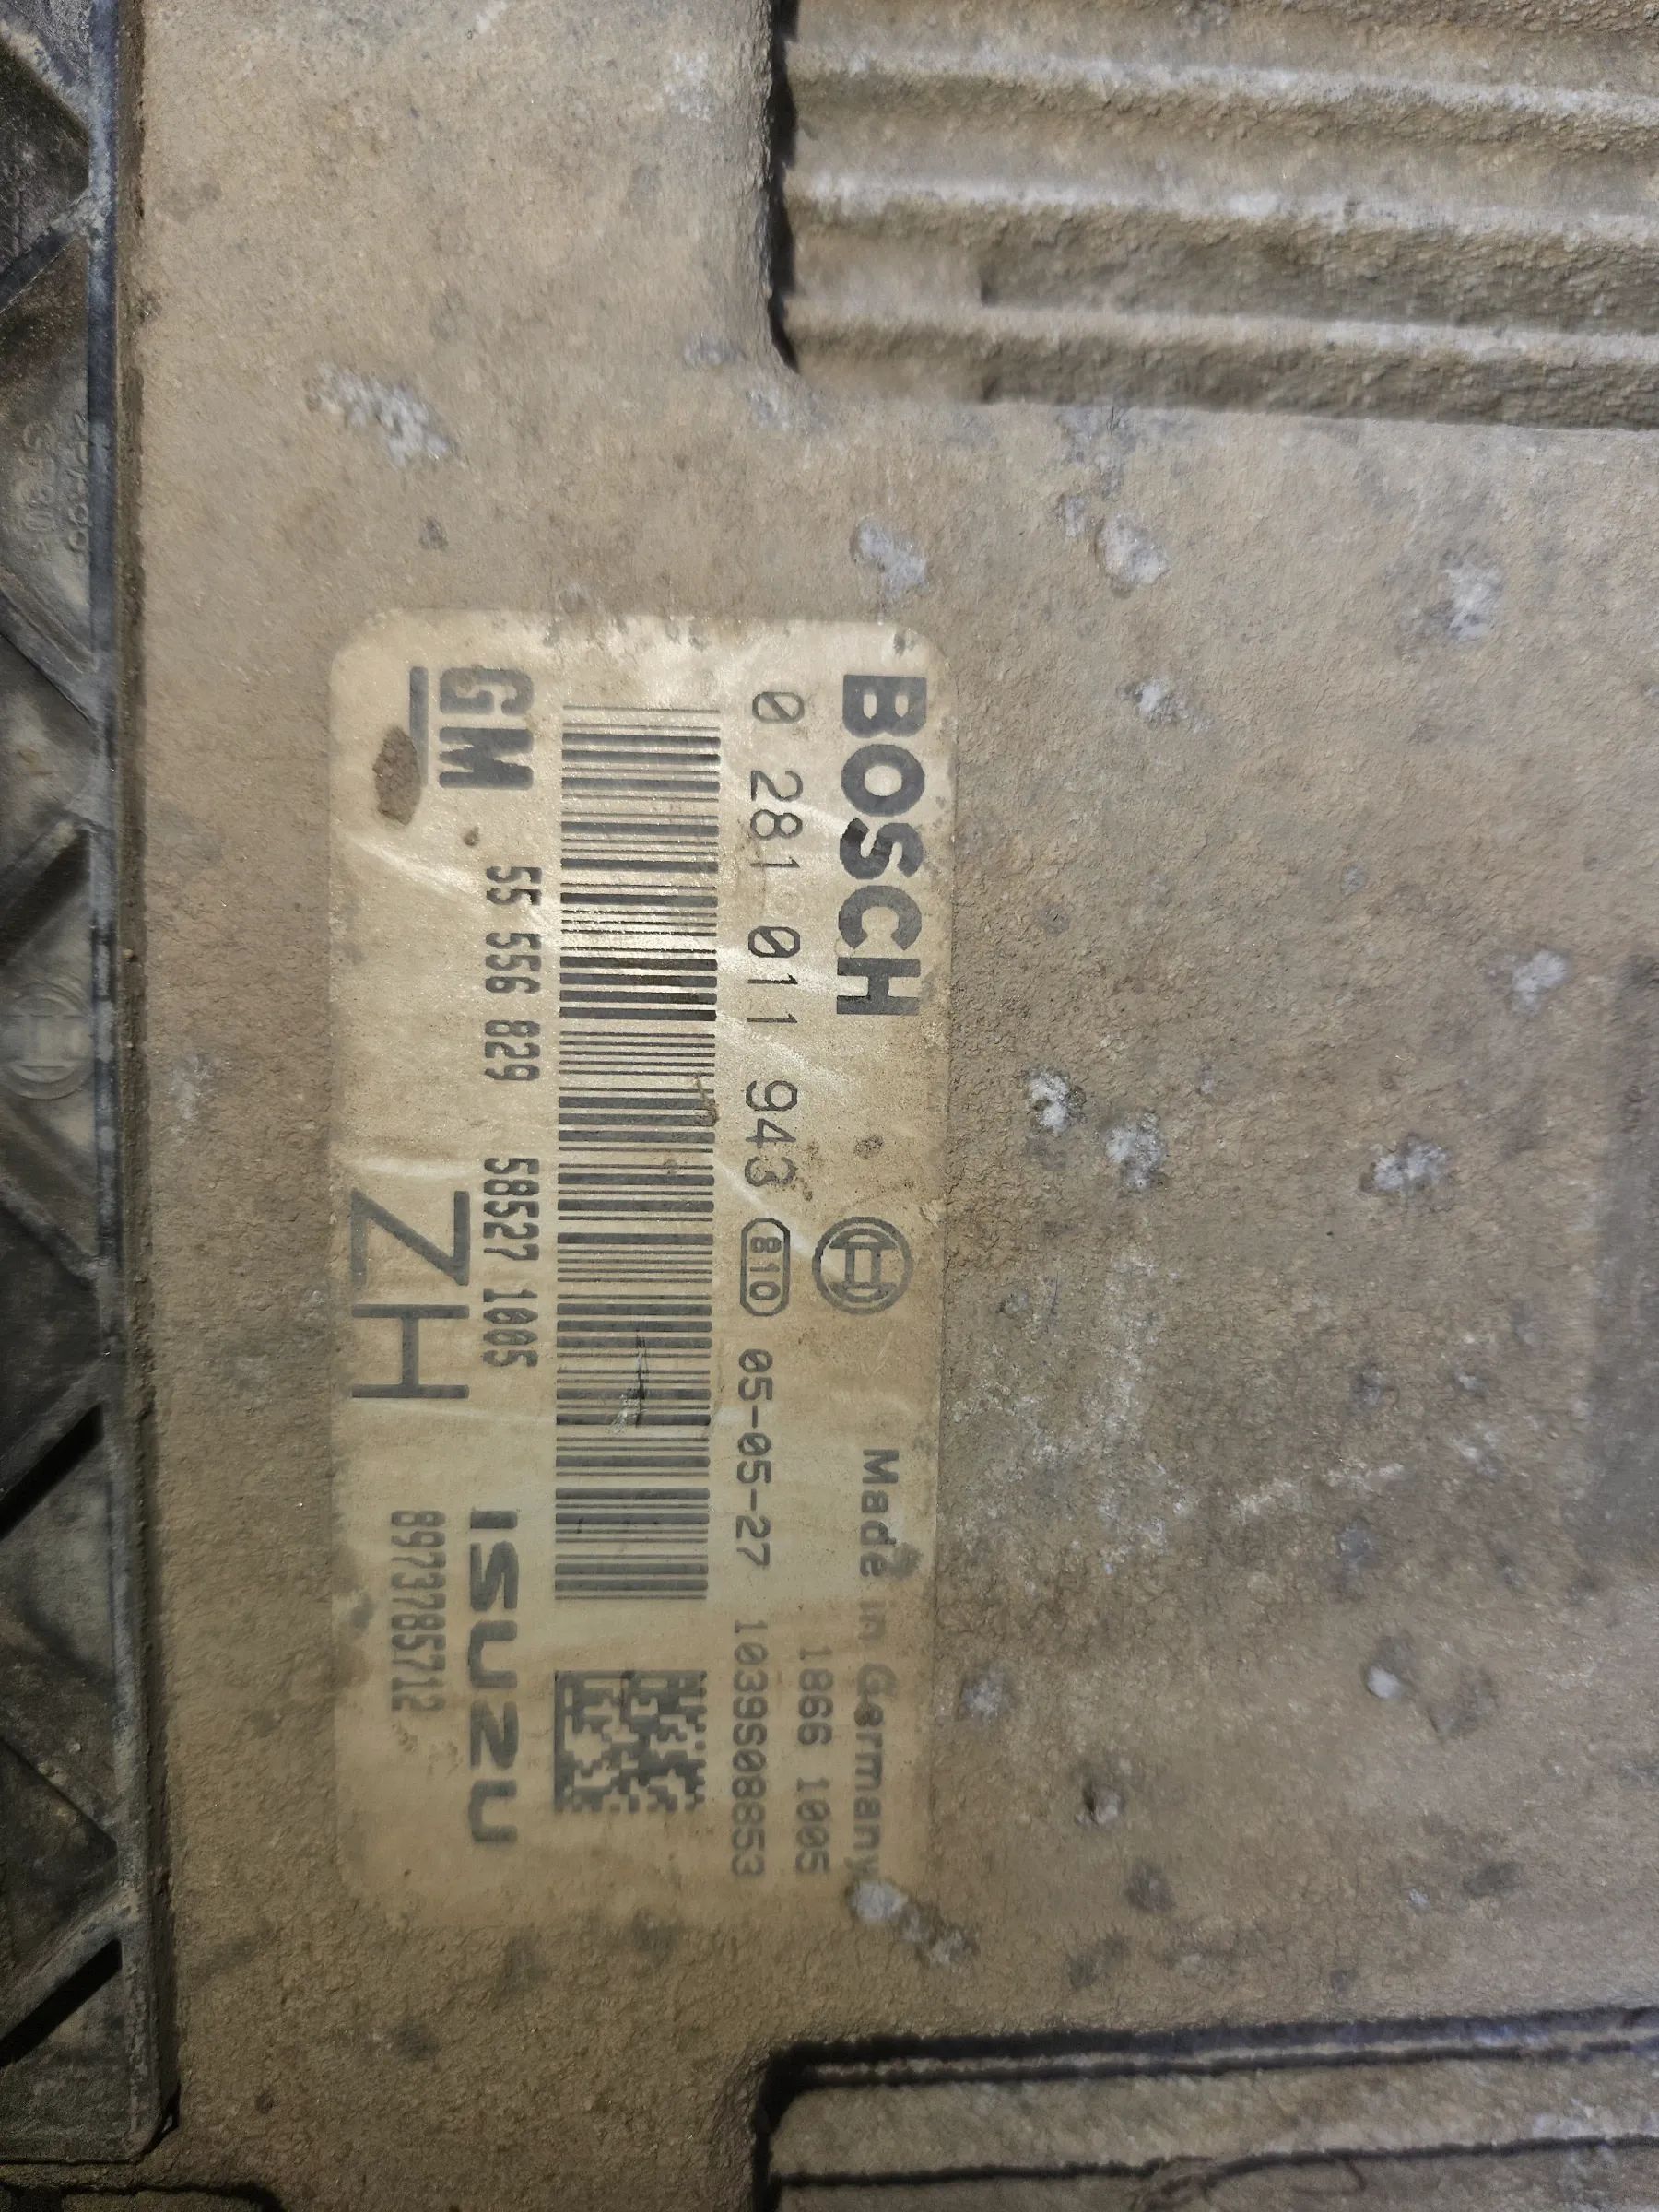 BOSCH
Made in Germany
1866 1005
0 281 011 943 810 05-05-27 1039S08853
GM 55 556 829 58527 1005 ISUZU
ZH 8973785712